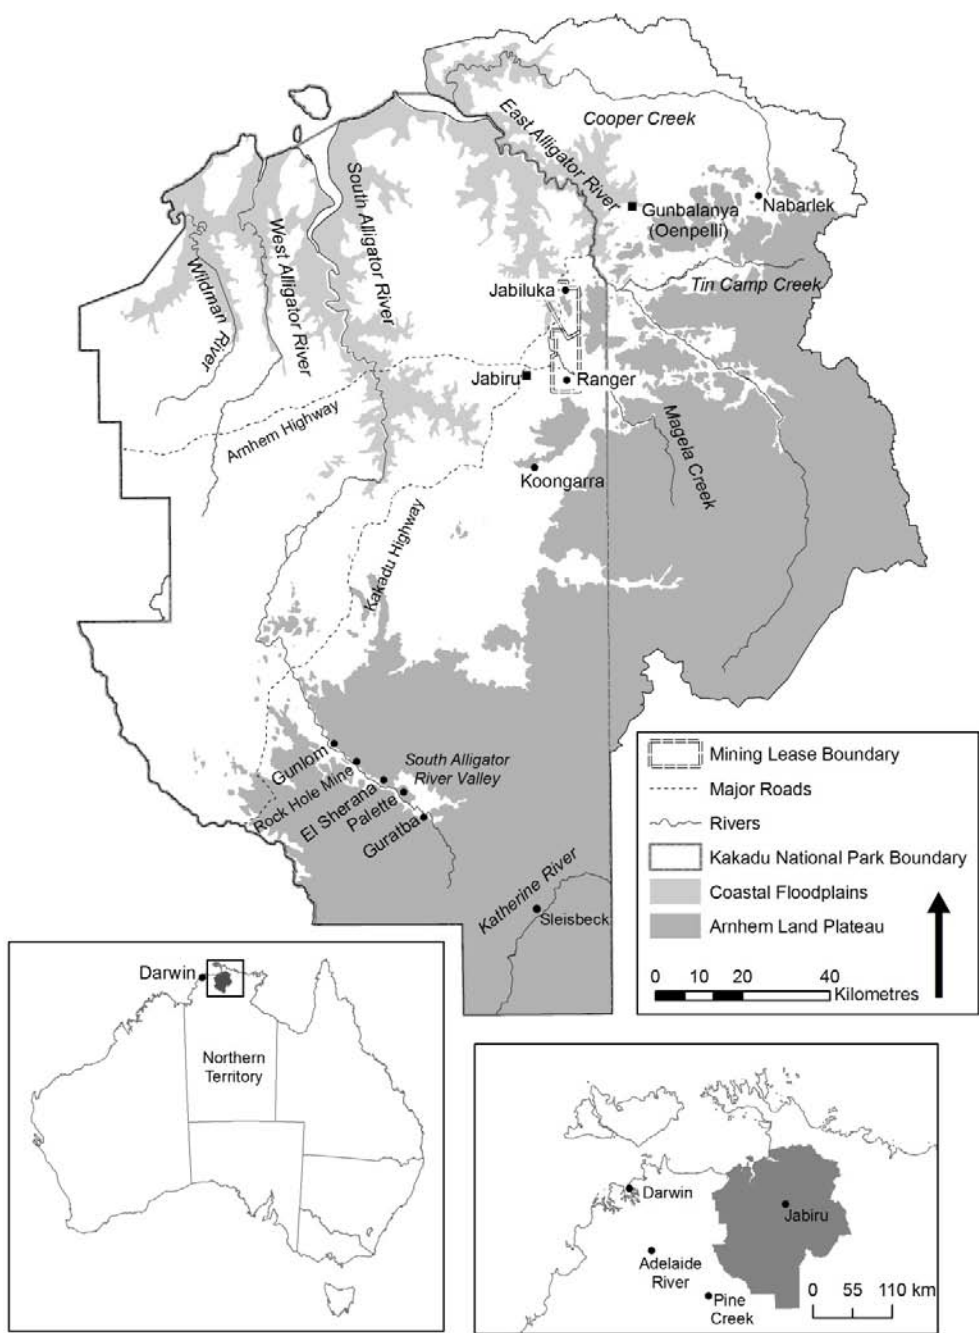 Cooper Creek
East Alligator River
South Alligator River
West Alligator River
Wildman River
Gunbalanya
(Oenpelli)
Nabarlek
Tin Camp Creek
Jabiluka
Jabiru
Ranger
Arnhem Highway
Magela Creek
Koongarra
Kakadu Highway
Gunlom
Rock Hole Mine
El Sherana
Palette
Guratba
South Alligator
River Valley
Katherine River
Sleisbeck
Mining Lease Boundary
Major Roads
Rivers
Kakadu National Park Boundary
Coastal Floodplains
Arnhem Land Plateau
0 10 20 40
Kilometres
Darwin
Northern
Territory
Darwin
Jabiru
Adelaide
River
Pine
Creek
0 55 110 km